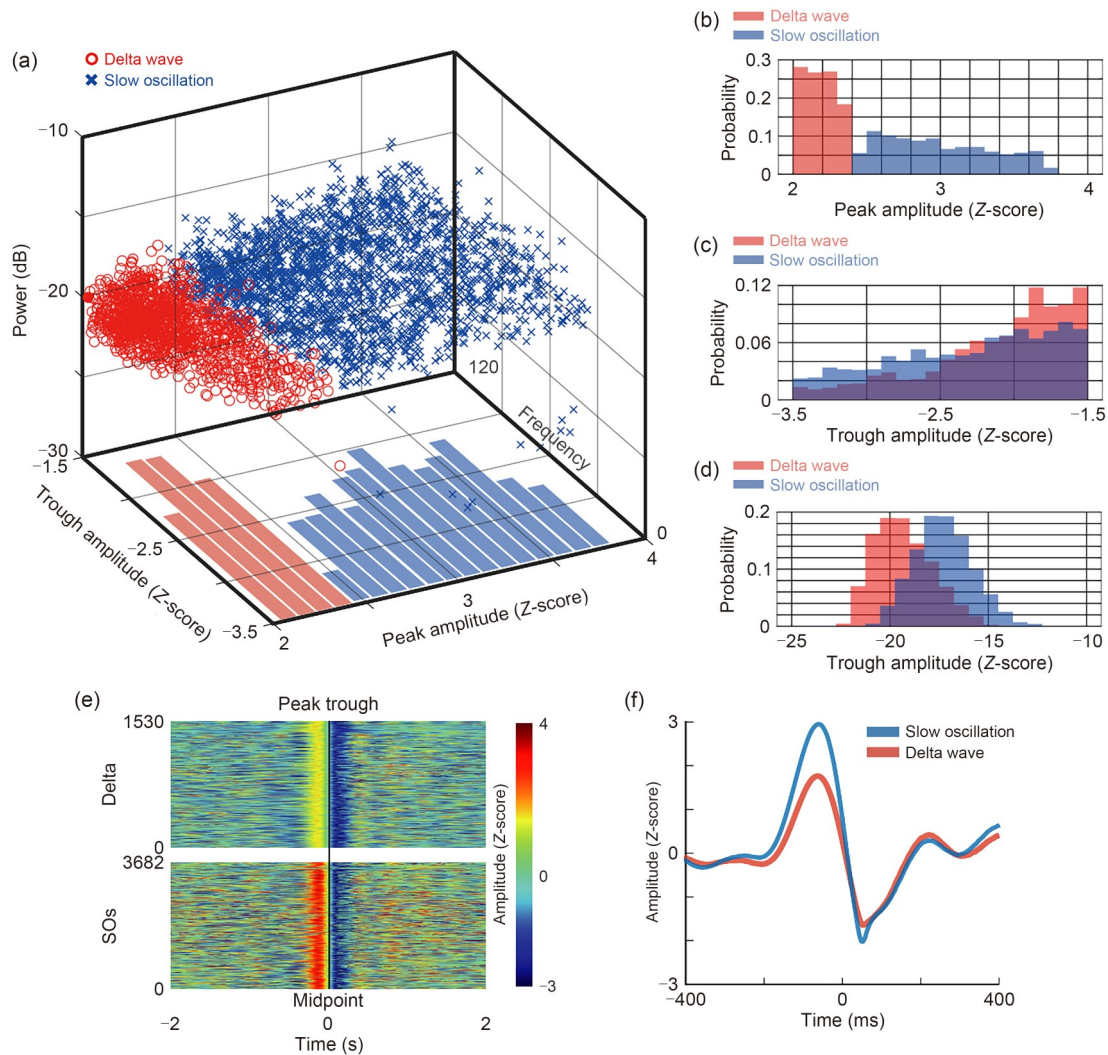 (a)
Delta wave
Slow oscillation
−10
−20
−30
Power (dB)
−1.5
−2.5
−3.5
Trough amplitude (Z-score)
2
3
4
Peak amplitude (Z-score)
120
Frequency
0
(b)
Delta wave
Slow oscillation
0.3
0.2
0.1
0
Probability
2
3
4
Peak amplitude (Z-score)
(c)
Delta wave
Slow oscillation
0.12
0.06
0
Probability
−3.5
−2.5
−1.5
Trough amplitude (Z-score)
(d)
Delta wave
Slow oscillation
0.2
0.1
0
Probability
−25
−20
−15
−10
Trough amplitude (Z-score)
(e)
Peak trough
1530
Delta
0
3682
SOs
0
Midpoint
−2
0
2
Time (s)
4
0
−3
Amplitude (Z-score)
(f)
Slow oscillation
Delta wave
3
0
−3
Amplitude (Z-score)
−400
0
400
Time (ms)